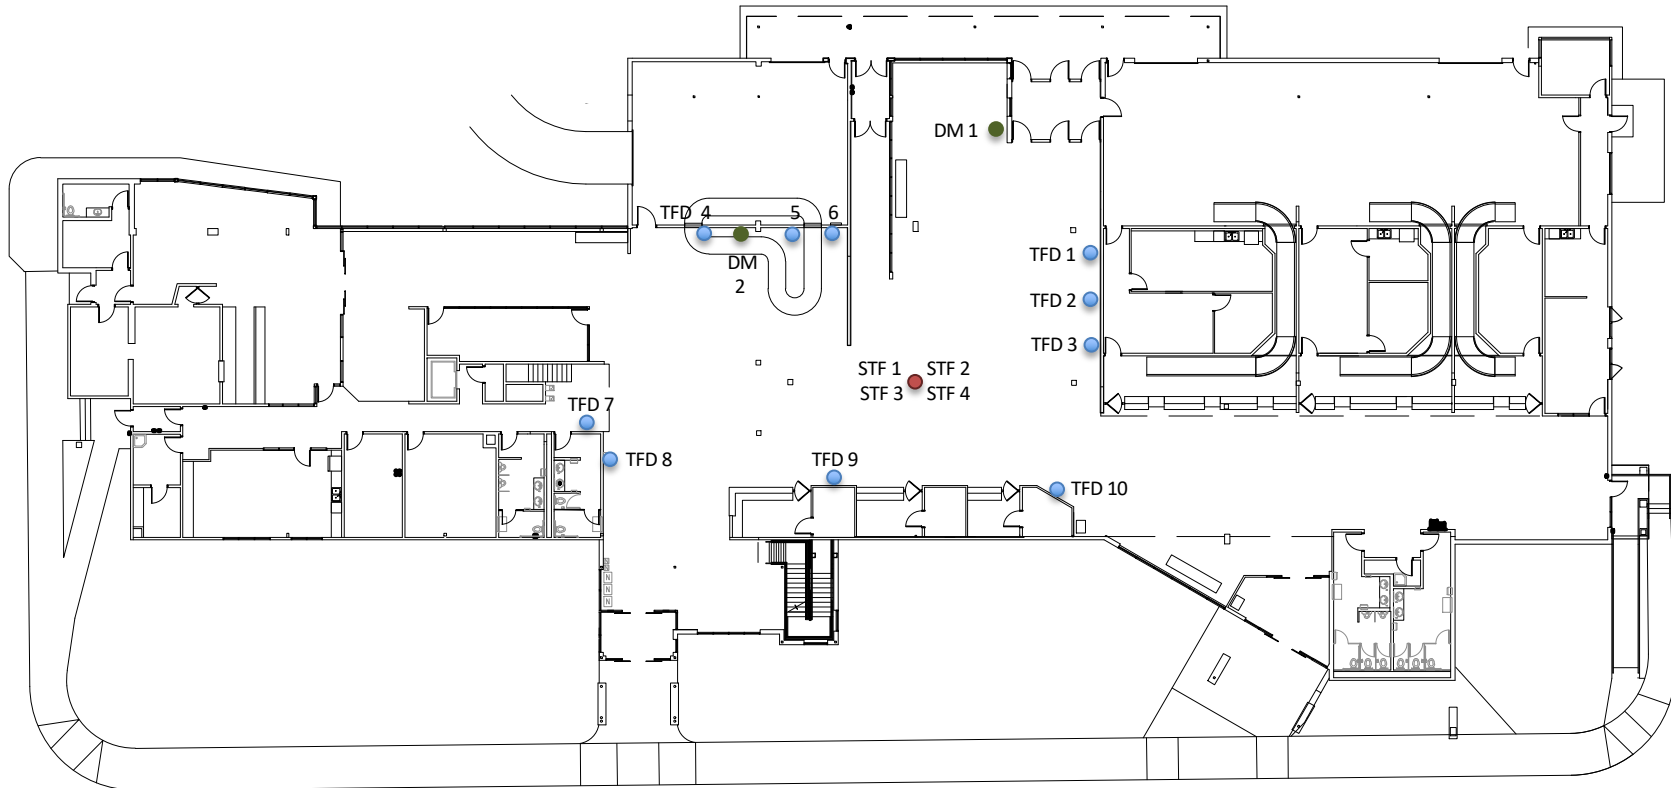 DM 1
TFD 4
5
6
DM
2
TFD 1
TFD 2
TFD 3
STF 1 STF 2
STF 3 STF 4
TFD 7
TFD 8
TFD 9
TFD 10
N
N
N